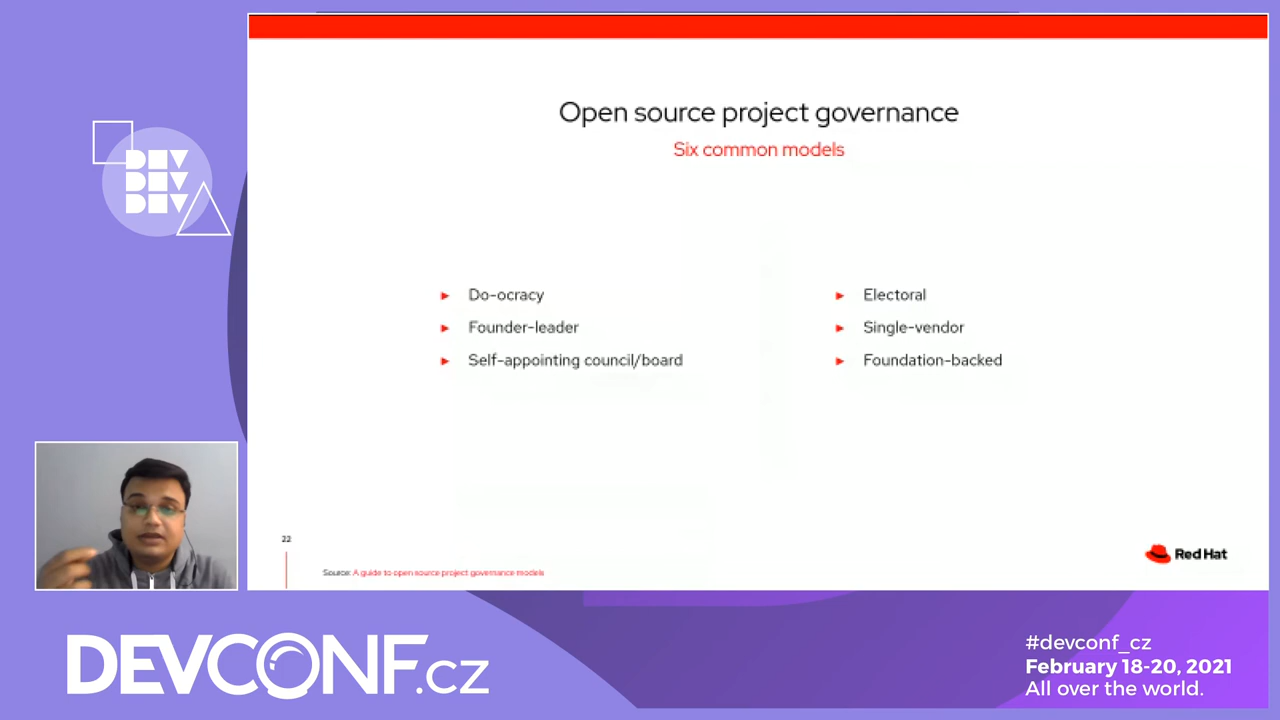 DEV
DEV
DEV
Open source project governance
Six common models
► Do-ocracy
► Founder-leader
► Self-appointing council/board
► Electoral
► Single-vendor
► Foundation-backed
22
Source: A guide to open source project governance models
Red Hat
DEVCONF.cz
#devconf_cz
February 18-20, 2021
All over the world.